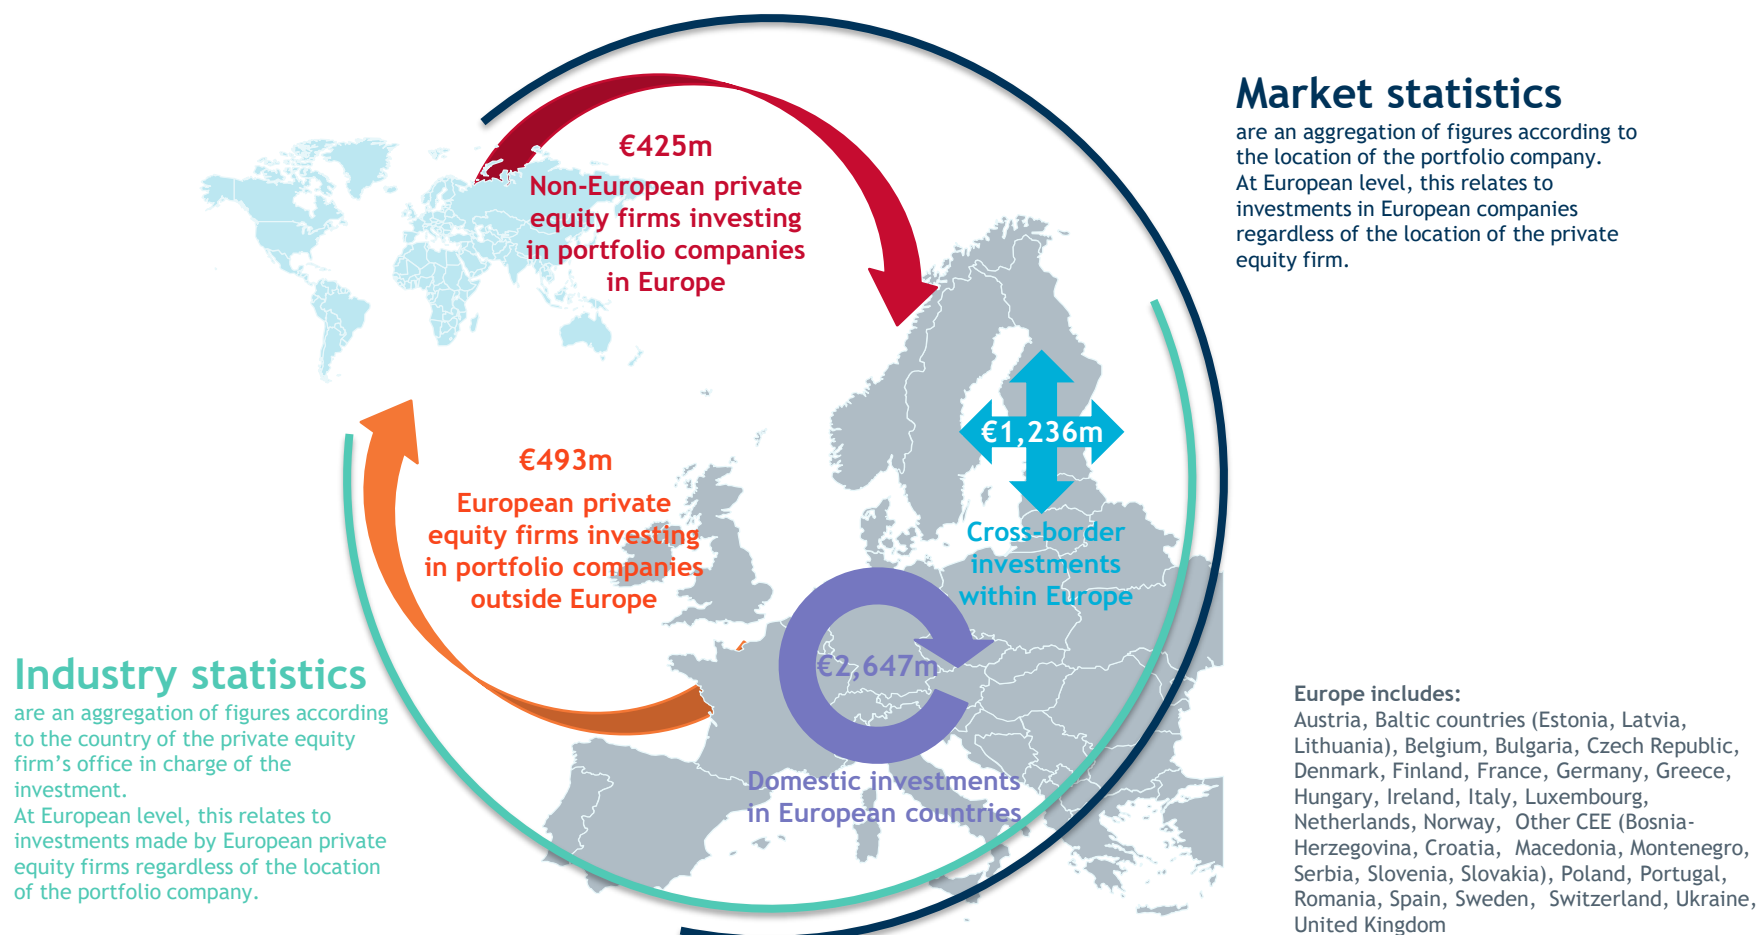 Market statistics
are an aggregation of figures according to
the location of the portfolio company.
At European level, this relates to
investments in European companies
regardless of the location of the private
equity firm.
€425m
Non-European private
equity firms investing
in portfolio companies
in Europe
€1,236m
Cross-border
investments
within Europe
€493m
European private
equity firms investing
in portfolio companies
outside Europe
€2,647m
Domestic investments
in European countries
Industry statistics
are an aggregation of figures according
to the country of the private equity
firm’s office in charge of the
investment.
At European level, this relates to
investments made by European private
equity firms regardless of the location
of the portfolio company.
Europe includes:
Austria, Baltic countries (Estonia, Latvia,
Lithuania), Belgium, Bulgaria, Czech Republic,
Denmark, Finland, France, Germany, Greece,
Hungary, Ireland, Italy, Luxembourg,
Netherlands, Norway, Other CEE (Bosnia-
Herzegovina, Croatia, Macedonia, Montenegro,
Serbia, Slovenia, Slovakia), Poland, Portugal,
Romania, Spain, Sweden, Switzerland, Ukraine,
United Kingdom